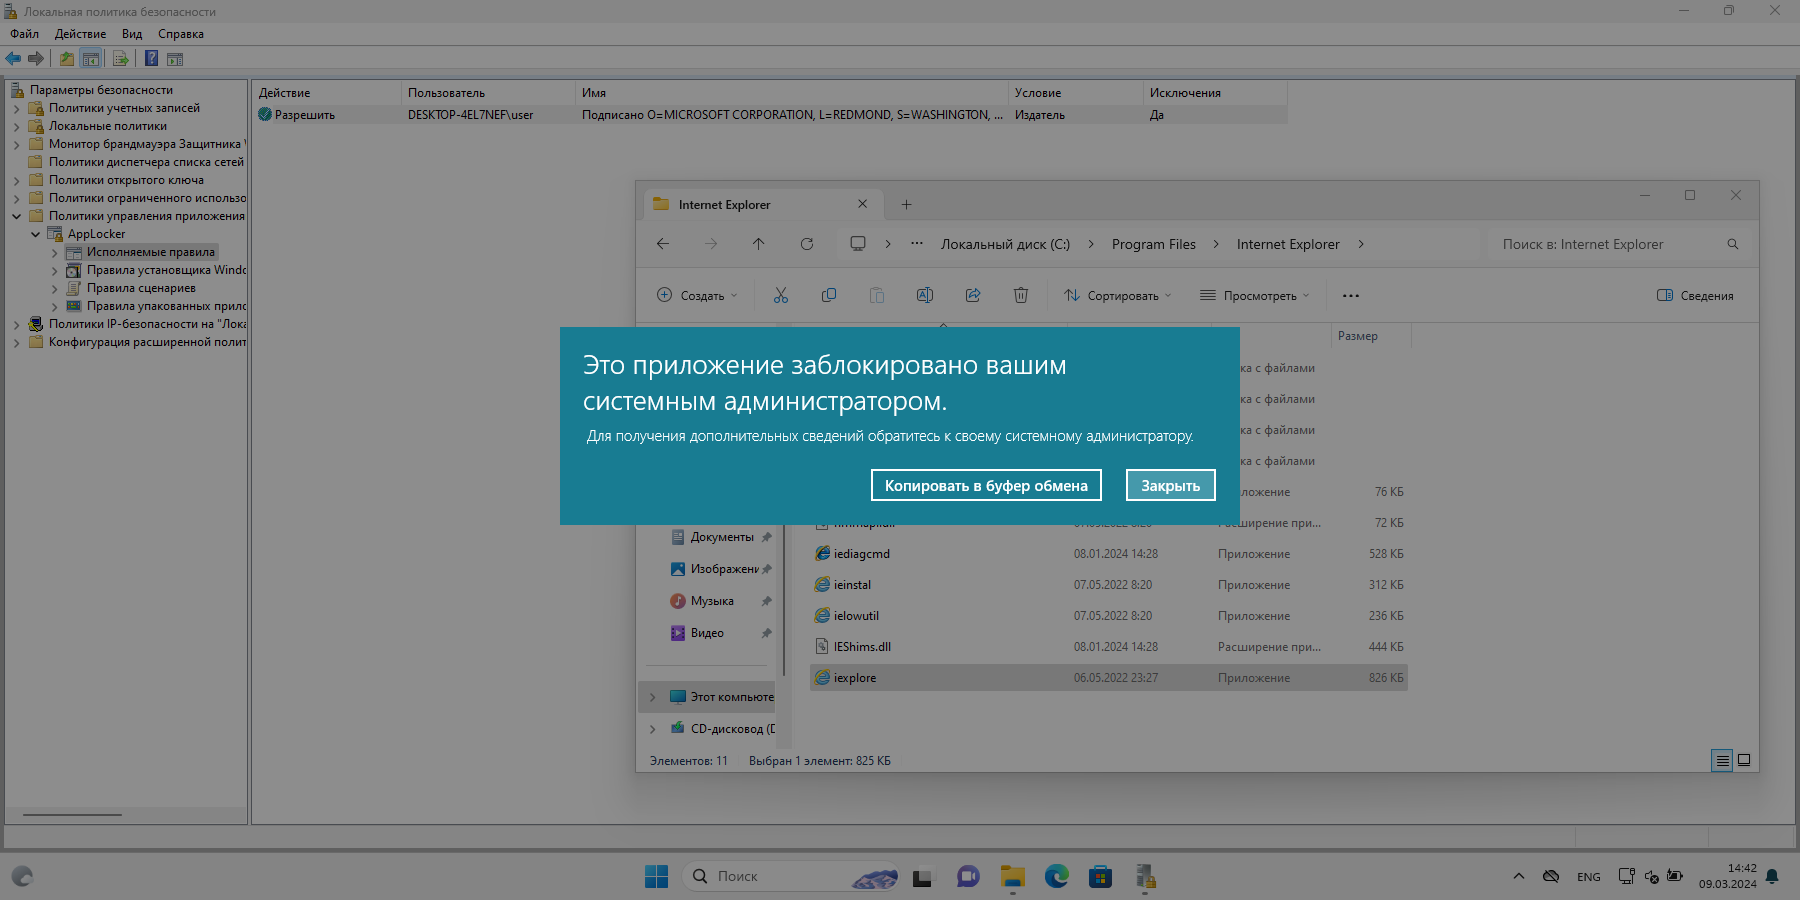 Локальная политика безопасности
Файл Действие Вид Справка
Параметры безопасности
Политики учетных записей
Локальные политики
Монитор брандмауэра Защитника
Политики диспетчера списка сетей
Политики открытого ключа
Политики ограниченного использо
Политики управления приложения
AppLocker
Исполняемые правила
Правила установщика Windo
Правила сценариев
Правила упакованных прило
Политики IP-безопасности на "Лока
Конфигурация расширенной полит
Действие Пользователь Имя Условие Исключения
Разрешить DESKTOP-4EL7NEF\user Подписано O=MICROSOFT CORPORATION, L=REDMOND, S=WASHINGTON, ... Издатель Да
Internet Explorer
Локальный диск (C:) Program Files Internet Explorer
Поиск в: Internet Explorer
Создать Сортировать Просмотреть Сведения
Размер
ка с файлами
ка с файлами
ка с файлами
ка с файлами
ложение 76 КБ
ширение при... 72 КБ
Это приложение заблокировано вашим
системным администратором.
Для получения дополнительных сведений обратитесь к своему системному администратору.
Копировать в буфер обмена Закрыть
Документы
Изображени
Музыка
Видео
Этот компьюте
CD-дисковод (D
iediagcmd 08.01.2024 14:28 Приложение 528 КБ
ieinstal 07.05.2022 8:20 Приложение 312 КБ
ielowutil 07.05.2022 8:20 Приложение 236 КБ
IEShims.dll 08.01.2024 14:28 Расширение при... 444 КБ
iexplore 06.05.2022 23:27 Приложение 826 КБ
Элементов: 11 Выбран 1 элемент: 825 КБ
Поиск
ENG
14:42
09.03.2024